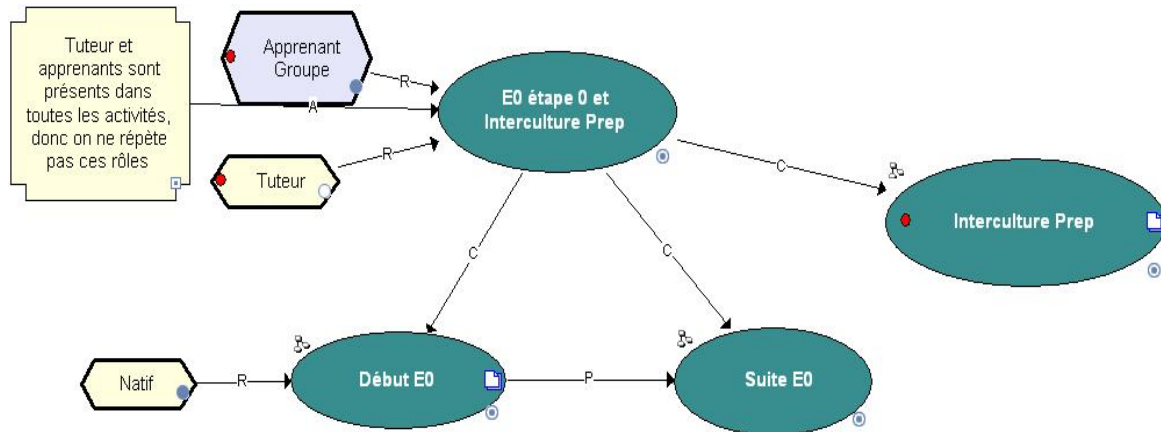 Tuteur et
apprenants sont
présents dans
toutes les activités,
donc on ne répète
pas ces rôles
Apprenant
Groupe
R
A
R
Tuteur
E0 étape 0 et
Interculture Prep
C
Interculture Prep
C
C
Natif
R
Début E0
P
Suite E0